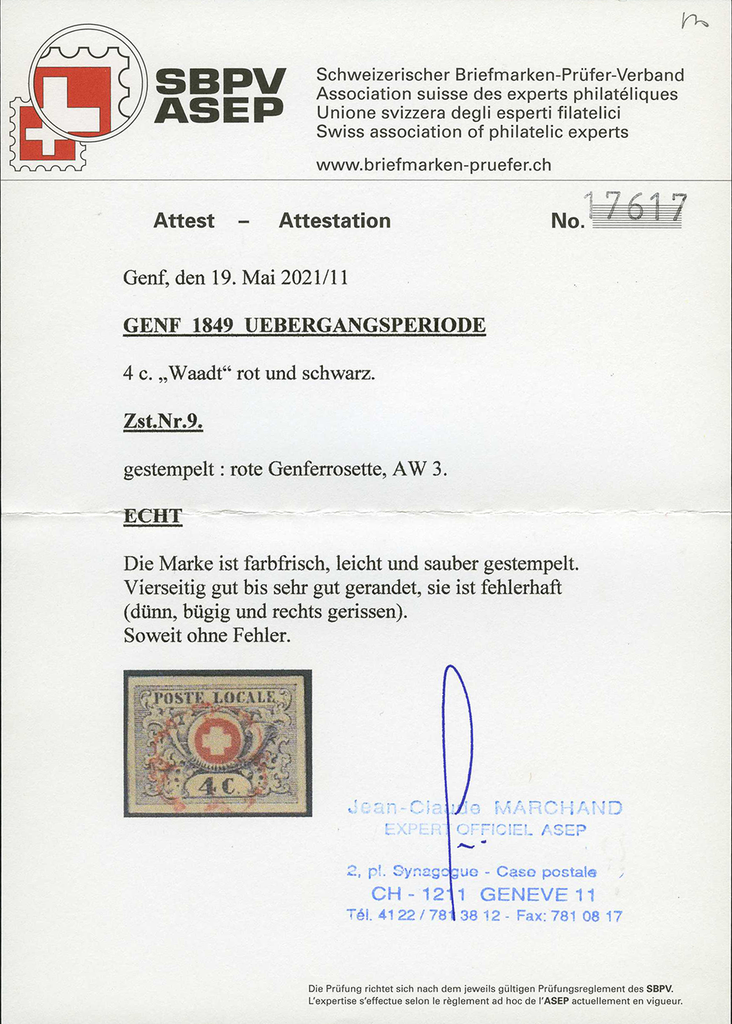 SBPV
ASEP
Schweizerischer Briefmarken-Prüfer-Verband
Association suisse des experts philatéliques
Unione svizzera degli esperti filatelici
Swiss association of philatelic experts
www.briefmarken-pruefer.ch
Attest – Attestation No. 17617
Genf, den 19. Mai 2021/11
GENF 1849 UEBERGANGSPERIODE
4 c. „Waadt“ rot und schwarz.
Zst.Nr.9.
gestempelt : rote Genferrosette, AW 3.
ECHT
Die Marke ist farbfrisch, leicht und sauber gestempelt.
Vierseitig gut bis sehr gut gerandet, sie ist fehlerhaft
(dünn, bügig und rechts gerissen).
Soweit ohne Fehler.
POSTE LOCALE
4 C.
Jean-Claude MARCHAND
EXPERT OFFICIEL ASEP
2, pl. Synagogue - Case postale
CH - 1211 GENEVE 11
Tél. 41 22 / 781 38 12 - Fax: 781 08 17
Die Prüfung richtet sich nach dem jeweils gültigen Prüfungsreglement des SBPV.
L'expertise s'effectue selon le règlement ad hoc de l'ASEP actuellement en vigueur.